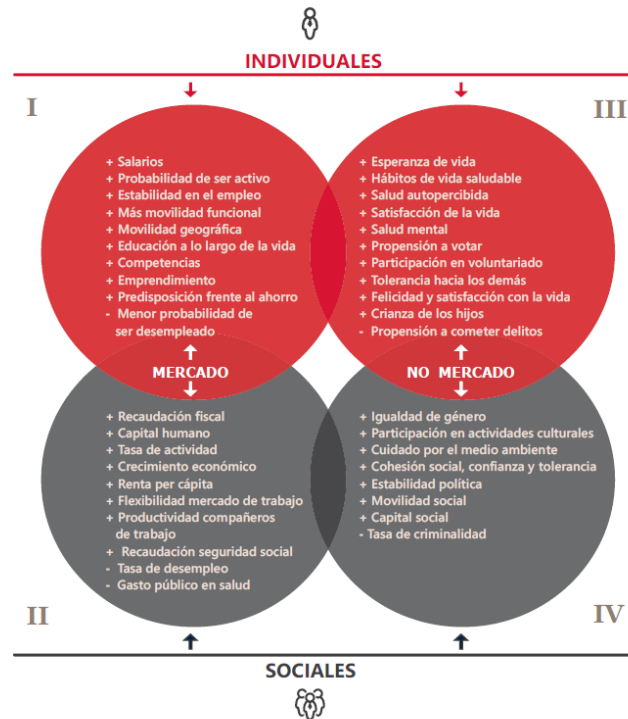 INDIVIDUALES
I
III
+ Salarios
+ Probabilidad de ser activo
+ Estabilidad en el empleo
+ Más movilidad funcional
+ Movilidad geográfica
+ Educación a lo largo de la vida
+ Competencias
+ Emprendimiento
+ Predisposición frente al ahorro
- Menor probabilidad de
ser desempleado
+ Esperanza de vida
+ Hábitos de vida saludable
+ Salud autopercibida
+ Satisfacción de la vida
+ Salud mental
+ Propensión a votar
+ Participación en voluntariado
+ Tolerancia hacia los demás
+ Felicidad y satisfacción con la vida
+ Crianza de los hijos
- Propensión a cometer delitos
MERCADO
NO MERCADO
+ Recaudación fiscal
+ Capital humano
+ Tasa de actividad
+ Crecimiento económico
+ Renta per cápita
+ Flexibilidad mercado de trabajo
+ Productividad compañeros
de trabajo
+ Recaudación seguridad social
- Tasa de desempleo
- Gasto público en salud
+ Igualdad de género
+ Participación en actividades culturales
+ Cuidado por el medio ambiente
+ Cohesión social, confianza y tolerancia
+ Estabilidad política
+ Movilidad social
+ Capital social
- Tasa de criminalidad
II
IV
SOCIALES